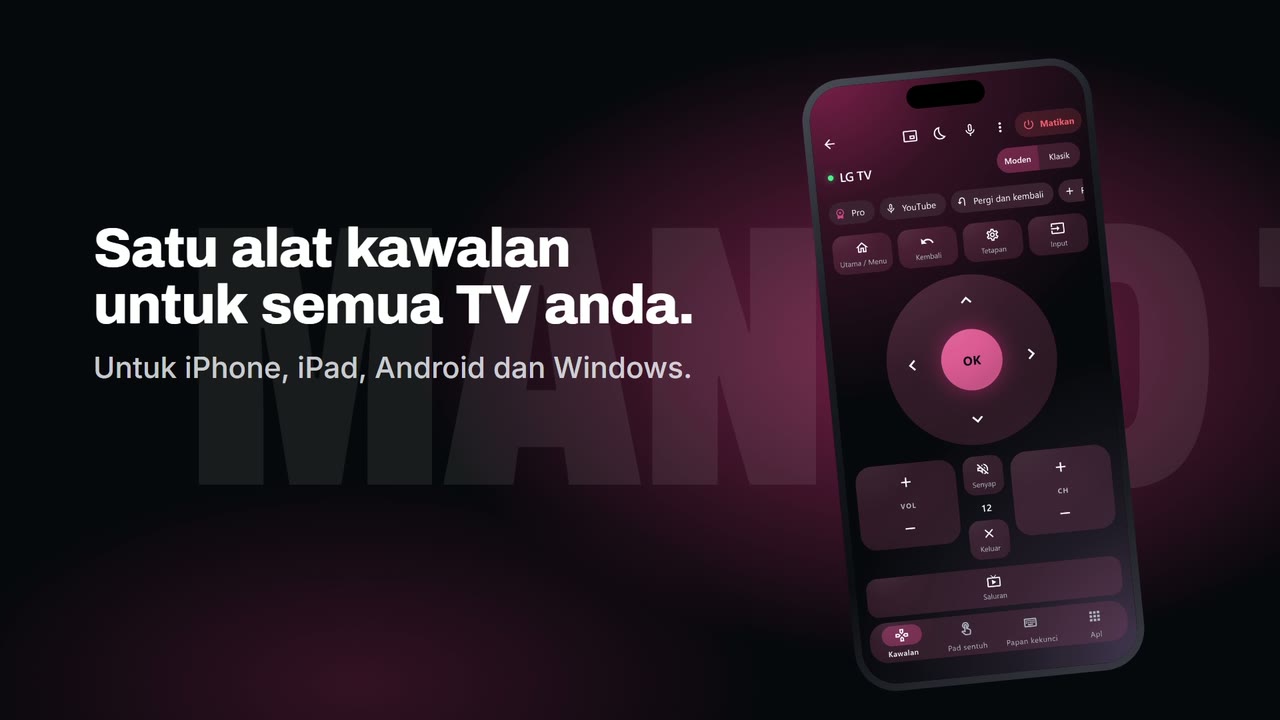 Satu alat kawalan
untuk semua TV anda.
Untuk iPhone, iPad, Android dan Windows.
Matikan
LG TV
Moden
Klasik
Pro
YouTube
Pergi dan kembali
Utama / Menu
Kembali
Tetapan
Input
OK
+
VOL
−
Senyap
12
Keluar
+
CH
−
Saluran
Kawalan
Pad sentuh
Papan kekunci
Apl